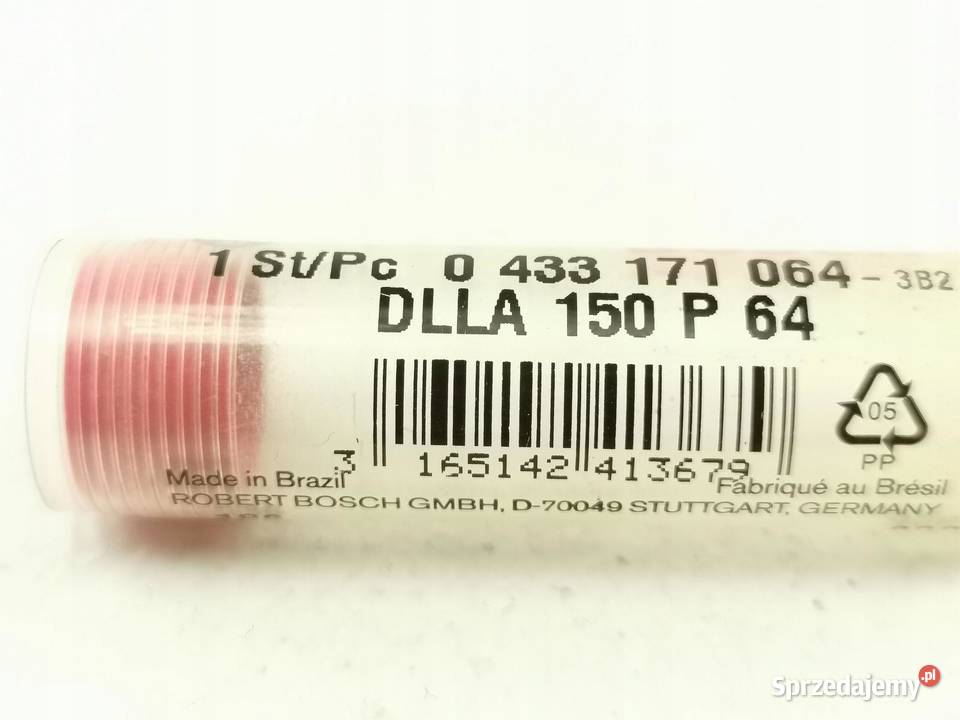 1 St/Pc 0 433 171 064 - 3B2
DLLA 150 P 64
05
PP
3 165142 413679
Made in Brazil Fabriqué au Brésil
ROBERT BOSCH GMBH, D-70049 STUTTGART, GERMANY
Sprzedajemy.pl